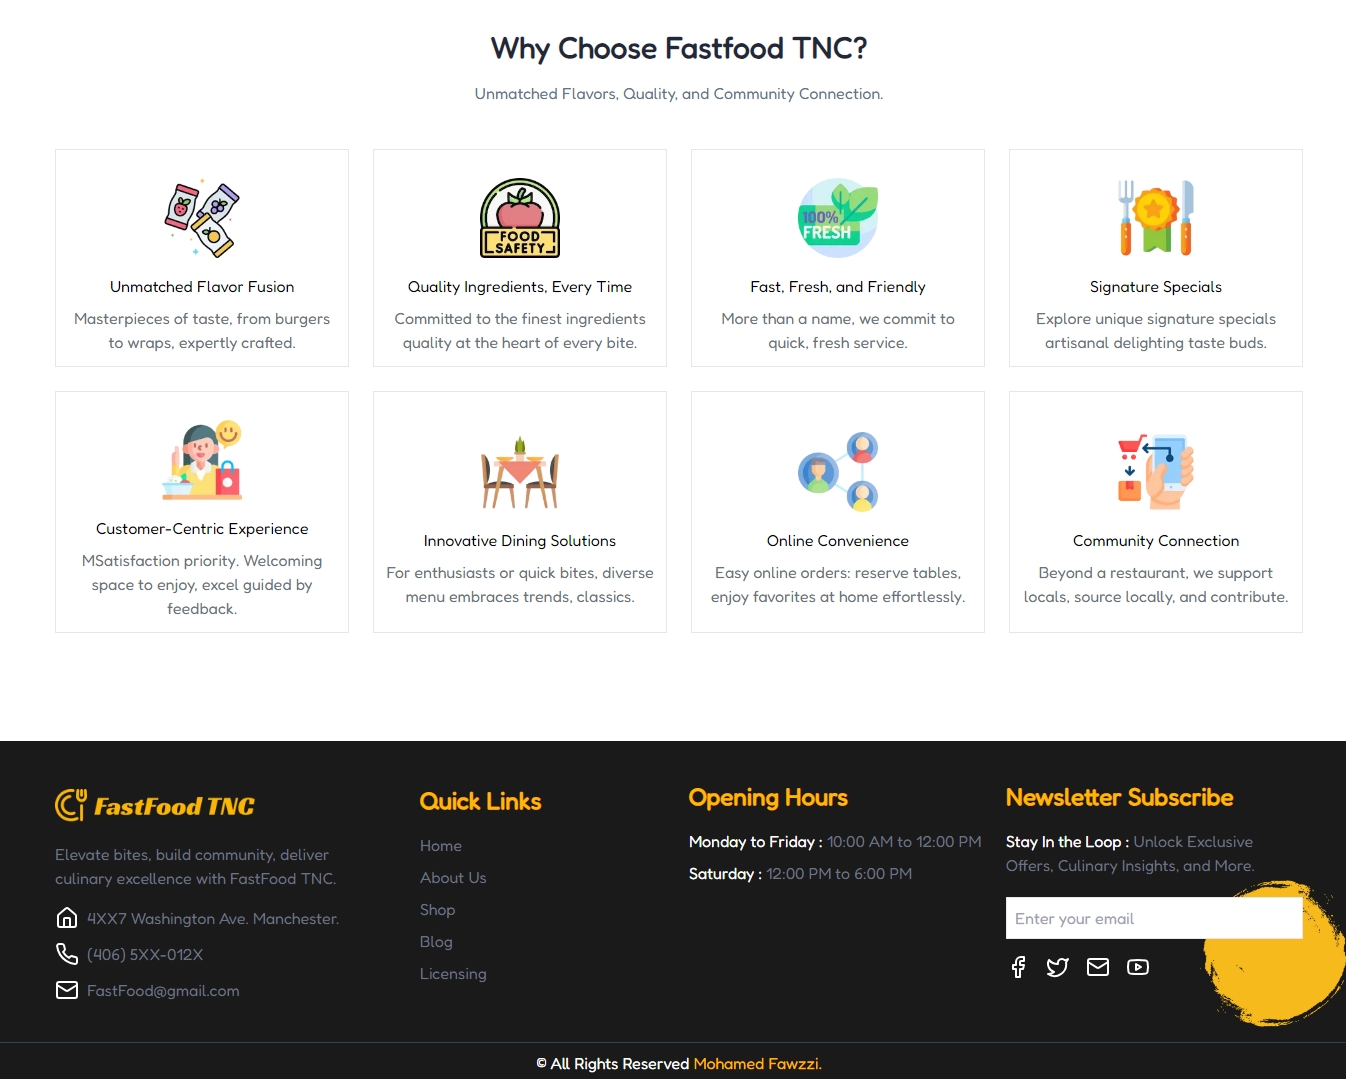 Why Choose Fastfood TNC?
Unmatched Flavors, Quality, and Community Connection.
Unmatched Flavor Fusion
Masterpieces of taste, from burgers
to wraps, expertly crafted.
FOOD
SAFETY
Quality Ingredients, Every Time
Committed to the finest ingredients
quality at the heart of every bite.
100%
FRESH
Fast, Fresh, and Friendly
More than a name, we commit to
quick, fresh service.
Signature Specials
Explore unique signature specials
artisanal delighting taste buds.
Customer-Centric Experience
MSatisfaction priority. Welcoming
space to enjoy, excel guided by
feedback.
Innovative Dining Solutions
For enthusiasts or quick bites, diverse
menu embraces trends, classics.
Online Convenience
Easy online orders: reserve tables,
enjoy favorites at home effortlessly.
Community Connection
Beyond a restaurant, we support
locals, source locally, and contribute.
FastFood TNC
Elevate bites, build community, deliver
culinary excellence with FastFood TNC.
4XX7 Washington Ave. Manchester.
(406) 5XX-012X
FastFood@gmail.com
Quick Links
Home
About Us
Shop
Blog
Licensing
Opening Hours
Monday to Friday : 10:00 AM to 12:00 PM
Saturday : 12:00 PM to 6:00 PM
Newsletter Subscribe
Stay In the Loop : Unlock Exclusive
Offers, Culinary Insights, and More.
Enter your email
© All Rights Reserved Mohamed Fawzzi.